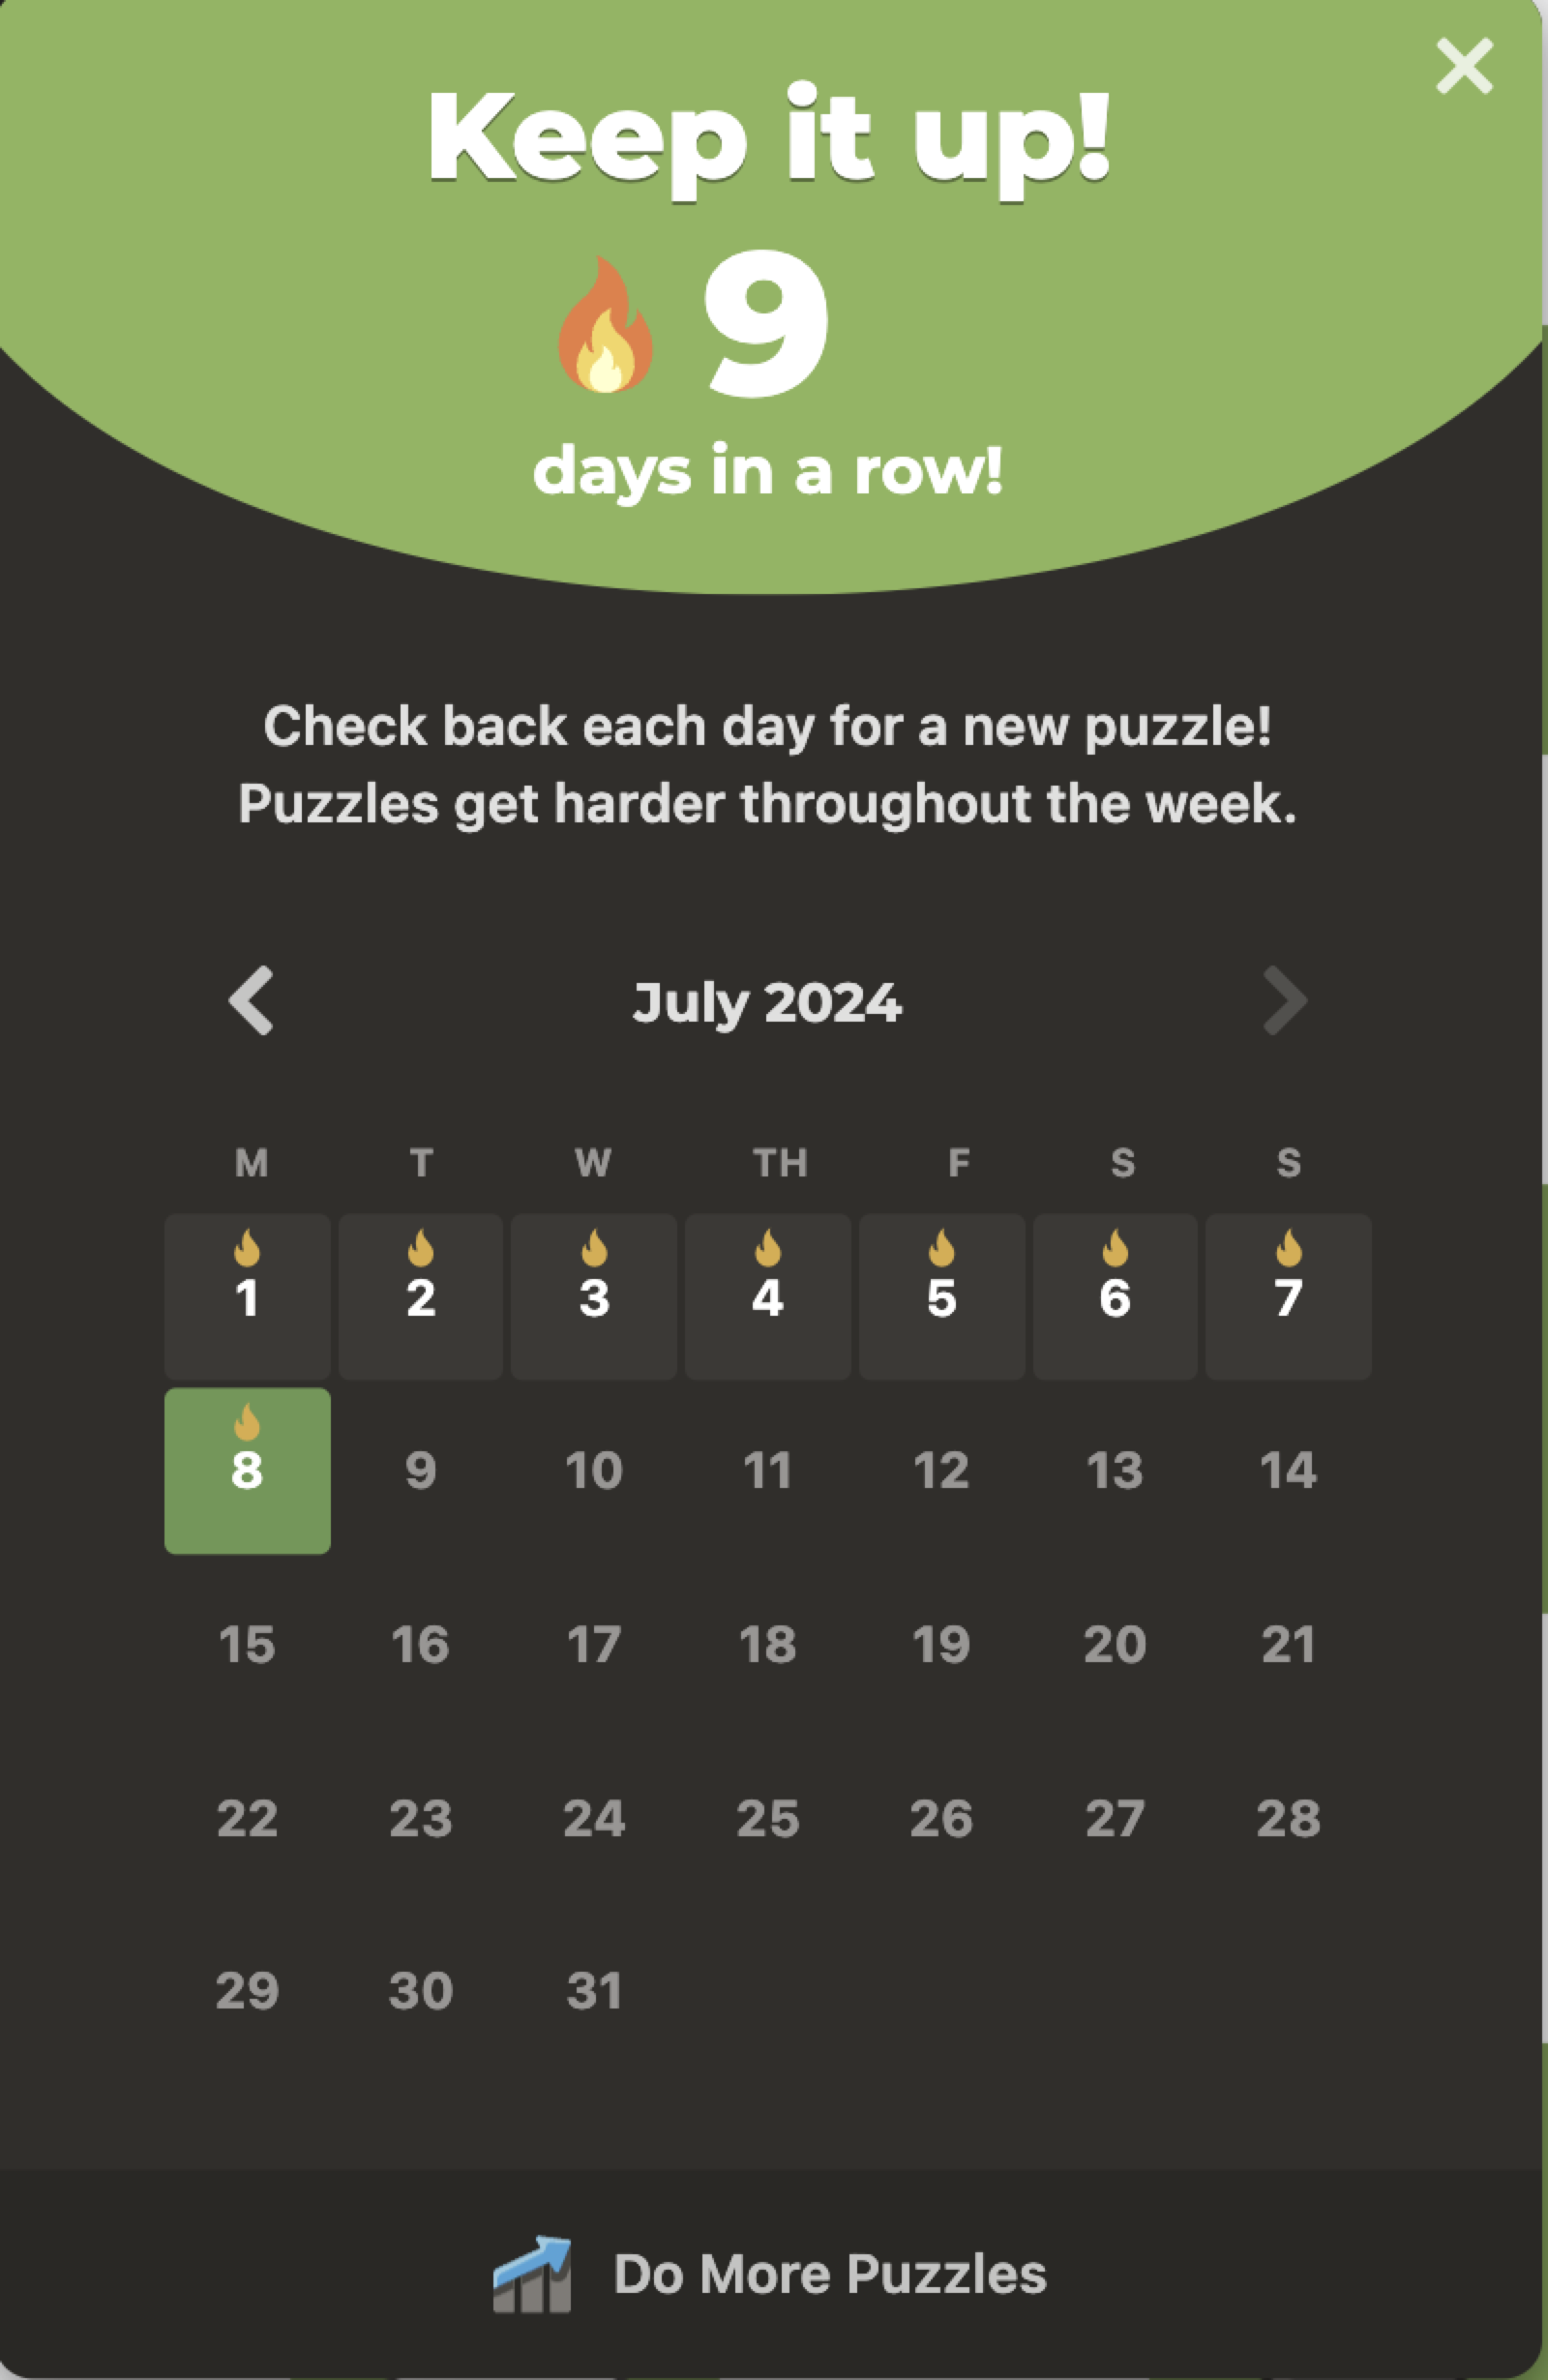 Keep it up!
9
days in a row!
Check back each day for a new puzzle!
Puzzles get harder throughout the week.
July 2024
M T W TH F S S
1 2 3 4 5 6 7
8 9 10 11 12 13 14
15 16 17 18 19 20 21
22 23 24 25 26 27 28
29 30 31
Do More Puzzles